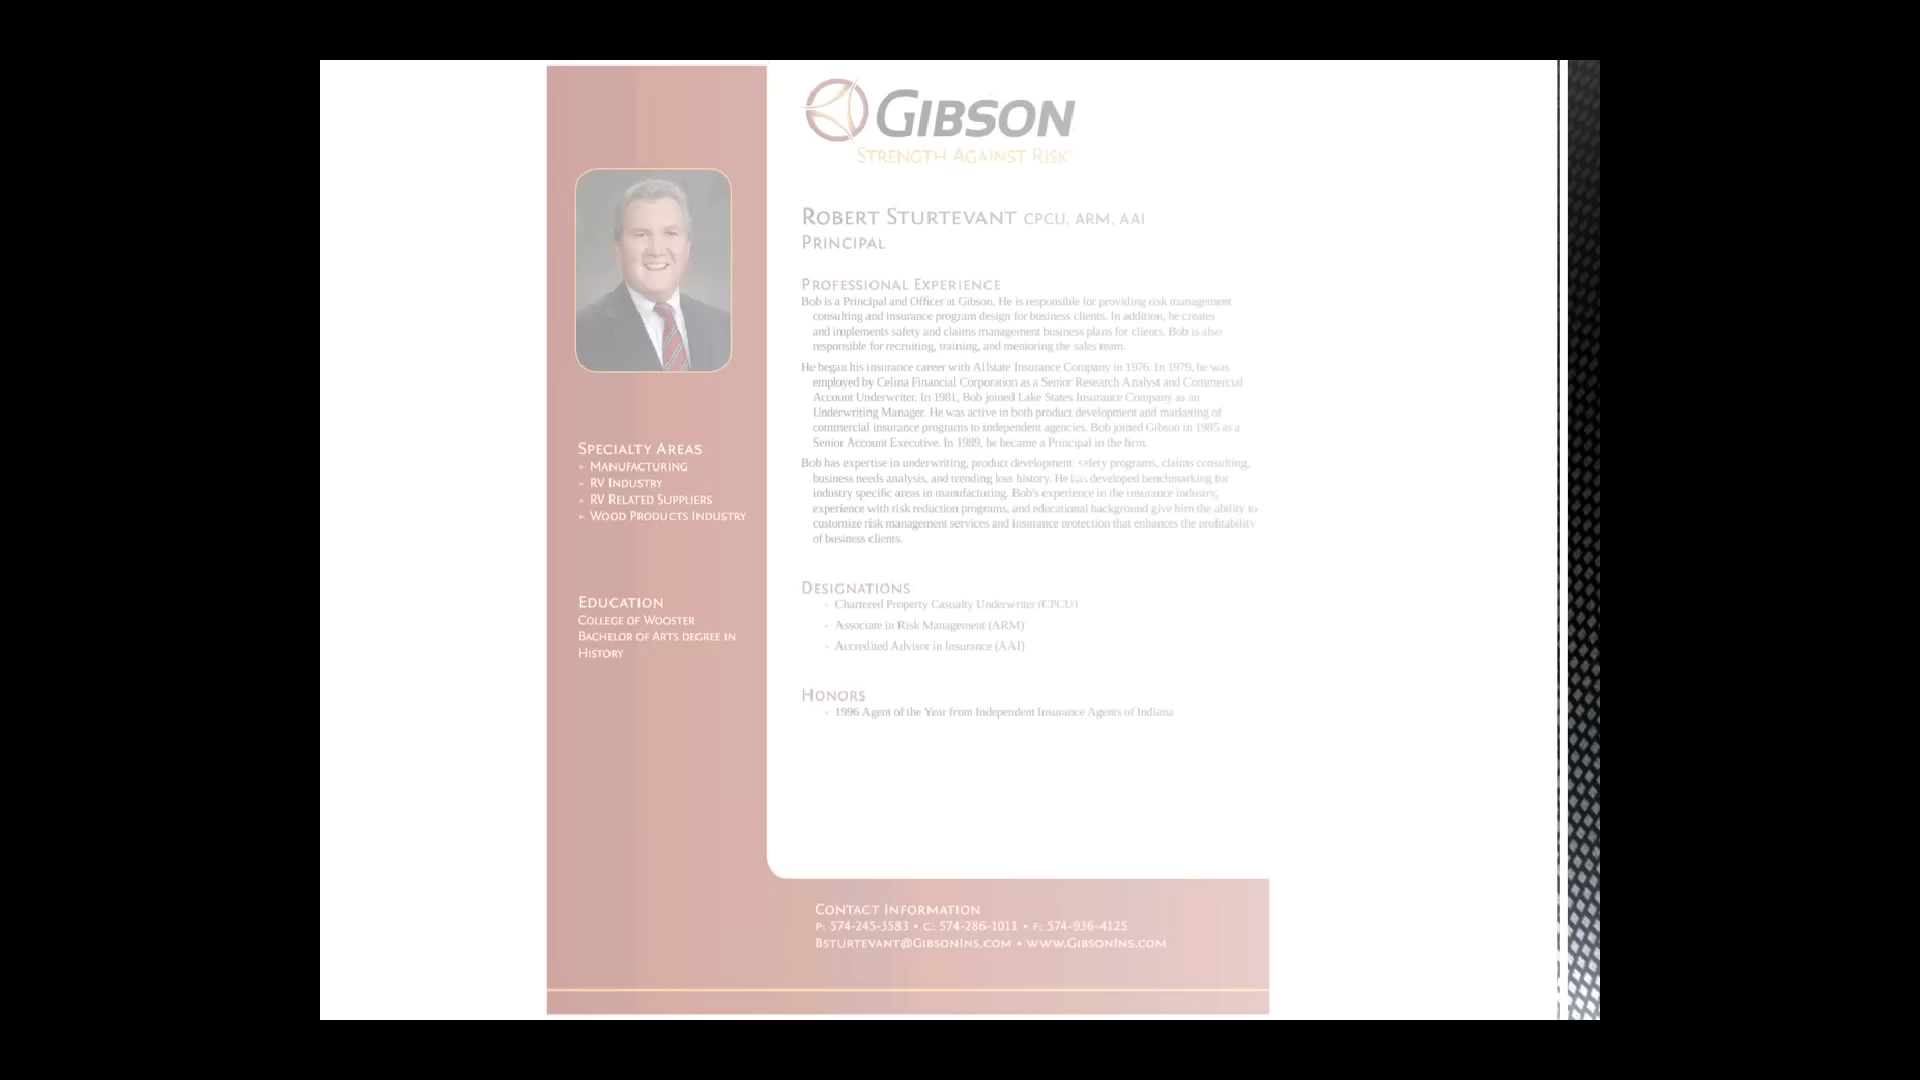 GIBSON
STRENGTH AGAINST RISK
ROBERT STURTEVANT CPCU, ARM, AAI
PRINCIPAL
PROFESSIONAL EXPERIENCE
Bob is a Principal and Officer at Gibson. He is responsible for providing risk management
consulting and insurance program design for business clients. In addition, he creates
and implements safety and claims management business plans for clients. Bob is also
responsible for recruiting, training, and mentoring the sales team.
He began his insurance career with Allstate Insurance Company in 1976. In 1979, he was
employed by Celina Financial Corporation as a Senior Research Analyst and Commercial
Account Underwriter. In 1981, Bob joined Lake States Insurance Company as an
Underwriting Manager. He was active in both product development and marketing of
commercial insurance programs to independent agencies. Bob joined Gibson in 1985 as a
Senior Account Executive. In 1989, he became a Principal in the firm.
Bob has expertise in underwriting, product development, safety programs, claims consulting,
business needs analysis, and trending loss history. He has developed benchmarking for
industry specific areas in manufacturing. Bob's experience in the insurance industry,
experience with risk reduction programs, and educational background give him the ability to
customize risk management services and insurance protection that enhances the profitability
of business clients.
DESIGNATIONS
- Chartered Property Casualty Underwriter (CPCU)
- Associate in Risk Management (ARM)
- Accredited Advisor in Insurance (AAI)
HONORS
- 1996 Agent of the Year from Independent Insurance Agents of Indiana
SPECIALTY AREAS
- MANUFACTURING
- RV INDUSTRY
- RV RELATED SUPPLIERS
- WOOD PRODUCTS INDUSTRY
EDUCATION
COLLEGE OF WOOSTER
BACHELOR OF ARTS DEGREE IN
HISTORY
CONTACT INFORMATION
P: 574-245-3583 • C: 574-286-1011 • F: 574-936-4125
BSTURTEVANT@GIBSONINS.COM • WWW.GIBSONINS.COM